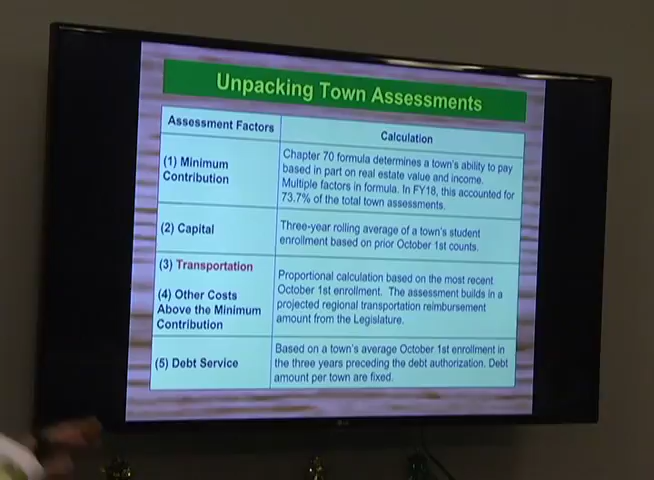 Unpacking Town Assessments
Assessment Factors
Calculation
(1) Minimum
Contribution
Chapter 70 formula determines a town's ability to pay
based in part on real estate value and income.
Multiple factors in formula. In FY18, this accounted for
73.7% of the total town assessments.
(2) Capital
Three-year rolling average of a town's student
enrollment based on prior October 1st counts.
(3) Transportation
(4) Other Costs
Above the Minimum
Contribution
Proportional calculation based on the most recent
October 1st enrollment. The assessment builds in a
projected regional transportation reimbursement
amount from the Legislature.
(5) Debt Service
Based on a town's average October 1st enrollment in
the three years preceding the debt authorization. Debt
amount per town are fixed.
LG